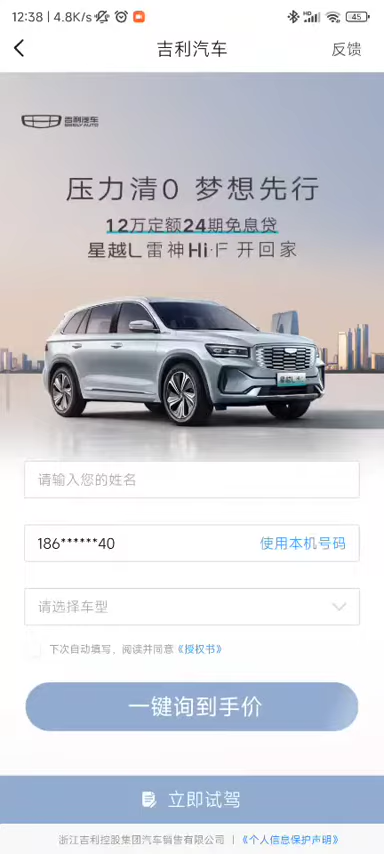 12:38 | 4.8K/s
45
吉利汽车
反馈
吉利汽车
GEELY AUTO
压力清0 梦想先行
12万定额24期免息贷
星越L雷神Hi·F 开回家
请输入您的姓名
186******40
使用本机号码
请选择车型
下次自动填写，阅读并同意《授权书》
一键询到手价
立即试驾
浙江吉利控股集团汽车销售有限公司 | 《个人信息保护声明》